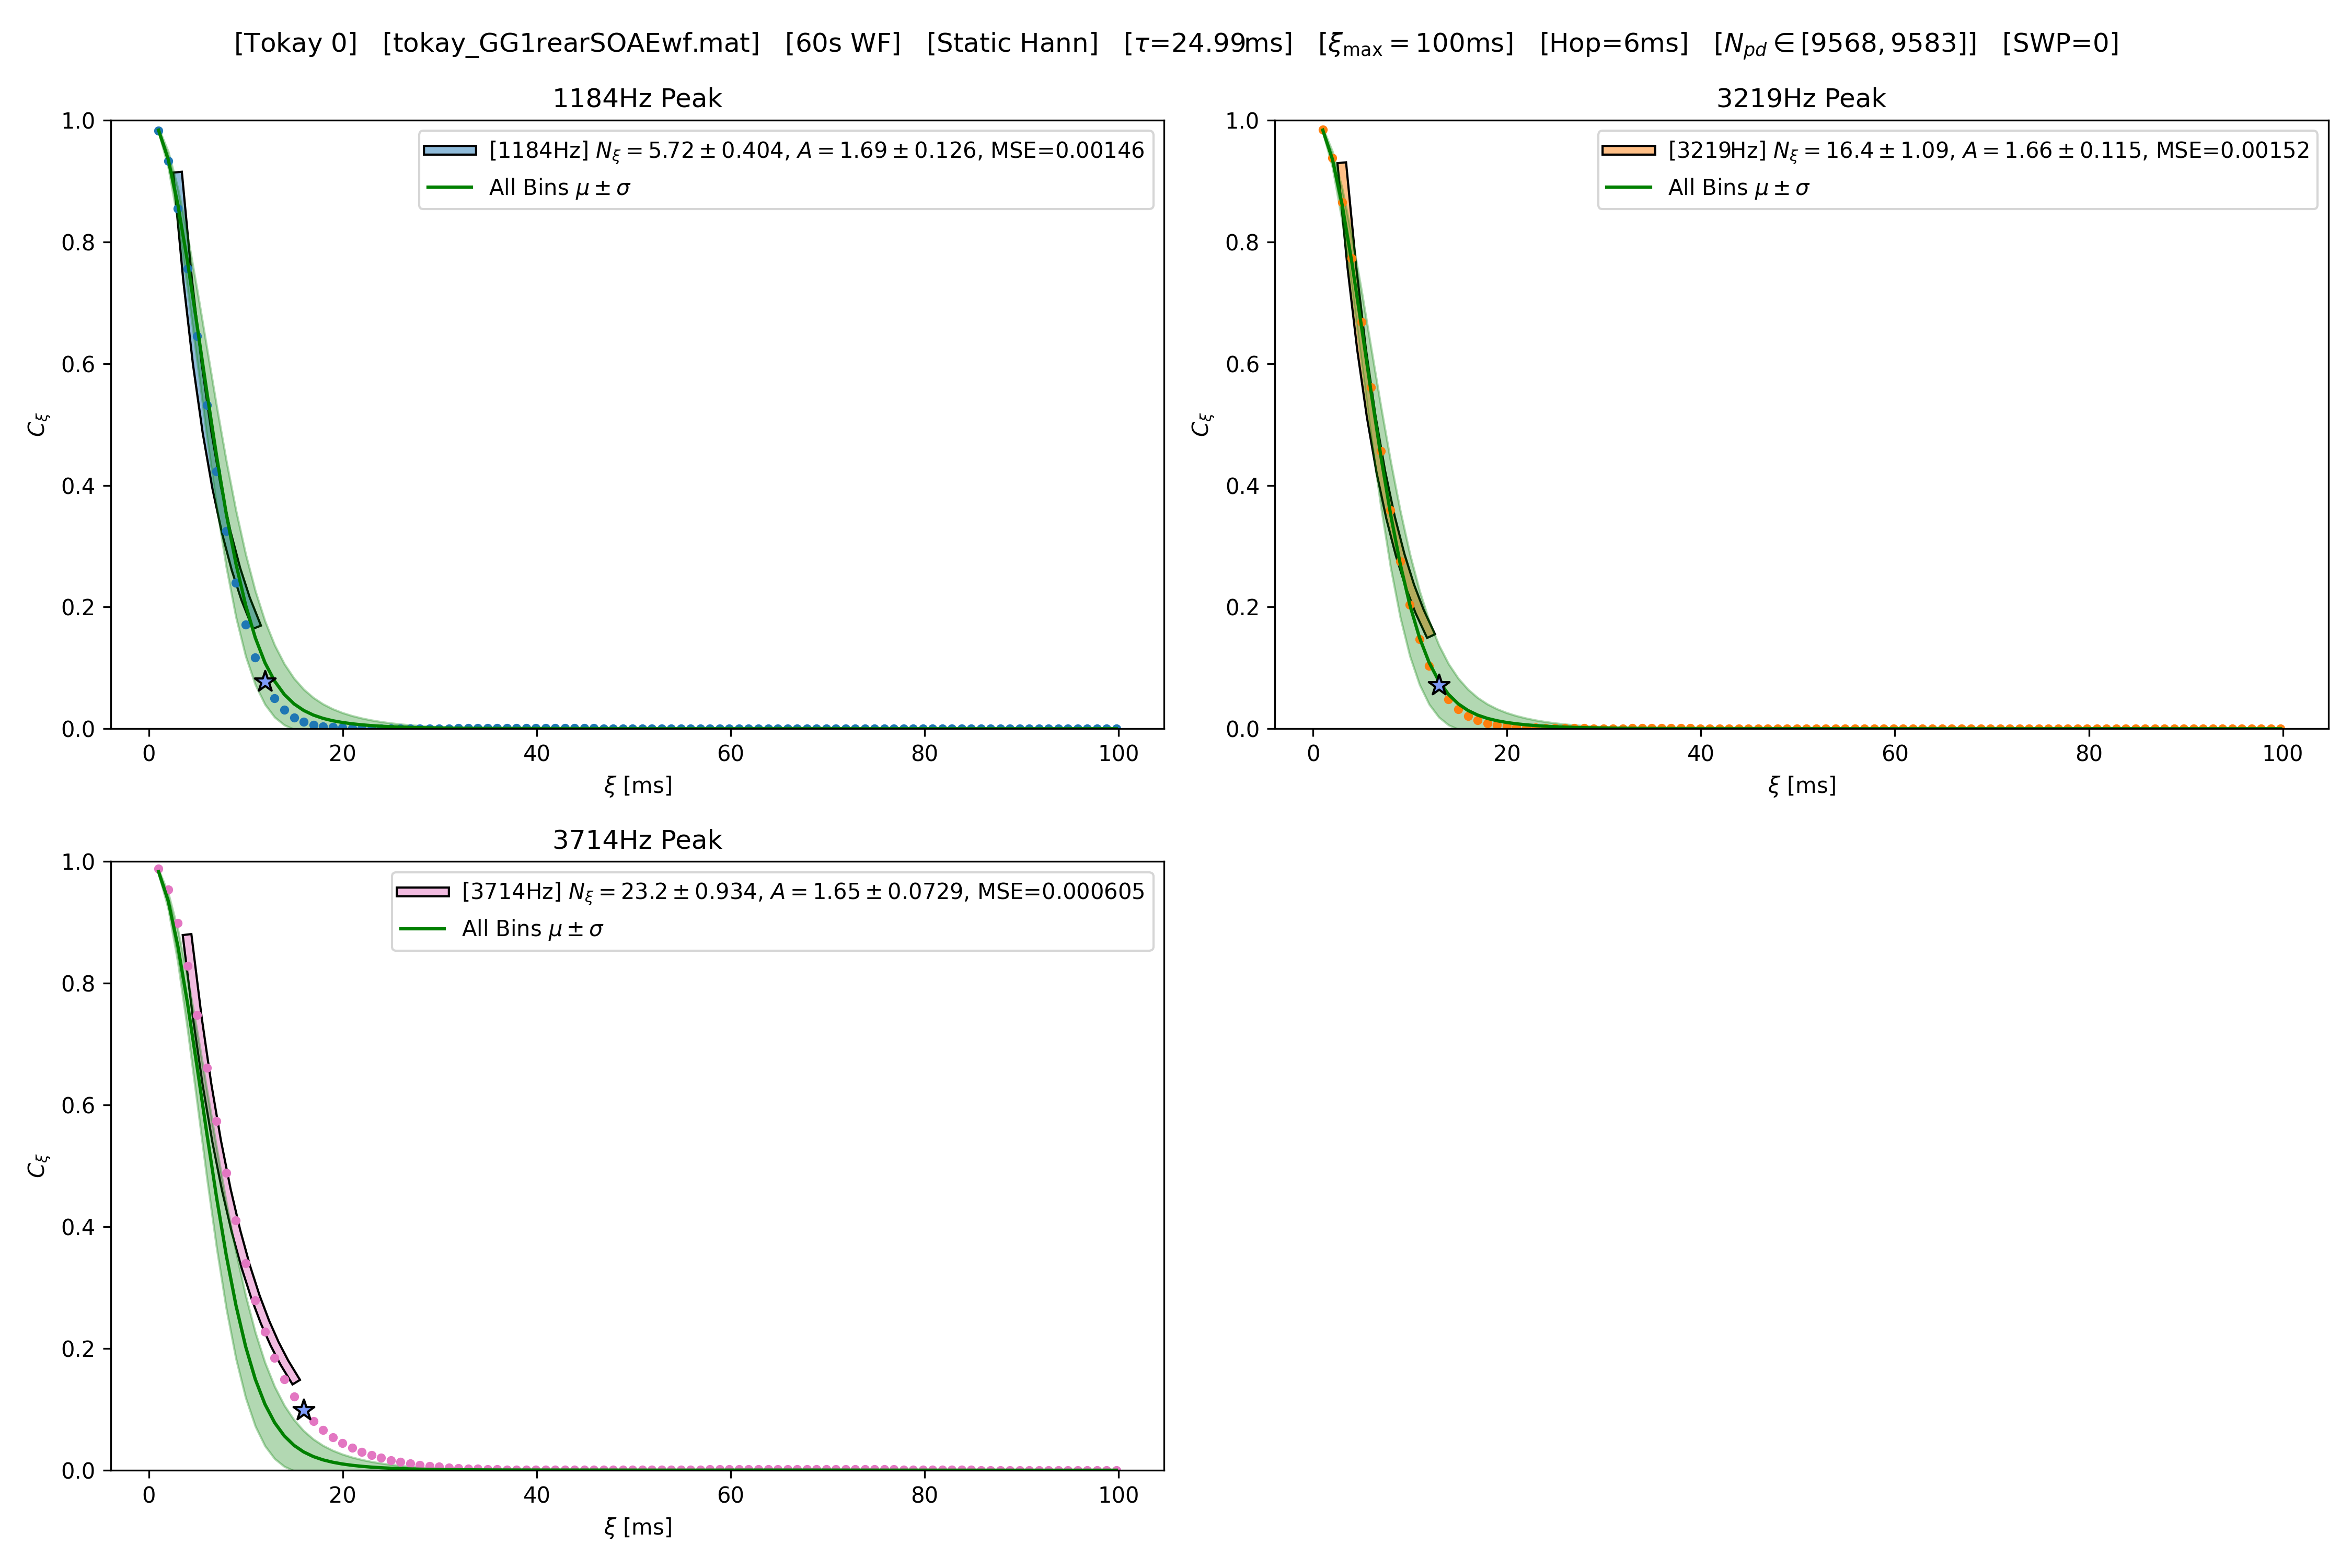 [Tokay 0] [tokay_GG1rearSOAEwf.mat] [60s WF] [Static Hann] [τ=24.99ms] [ξmax = 100ms] [Hop=6ms] [Npd ∈ [9568, 9583]] [SWP=0]
1184Hz Peak
1.0
0.8
0.6
0.4
0.2
0.0
Cξ
[1184Hz] Nξ = 5.72 ± 0.404, A = 1.69 ± 0.126, MSE=0.00146
All Bins μ ± σ
0 20 40 60 80 100
ξ [ms]
3219Hz Peak
1.0
0.8
0.6
0.4
0.2
0.0
Cξ
[3219Hz] Nξ = 16.4 ± 1.09, A = 1.66 ± 0.115, MSE=0.00152
All Bins μ ± σ
0 20 40 60 80 100
ξ [ms]
3714Hz Peak
1.0
0.8
0.6
0.4
0.2
0.0
Cξ
[3714Hz] Nξ = 23.2 ± 0.934, A = 1.65 ± 0.0729, MSE=0.000605
All Bins μ ± σ
0 20 40 60 80 100
ξ [ms]